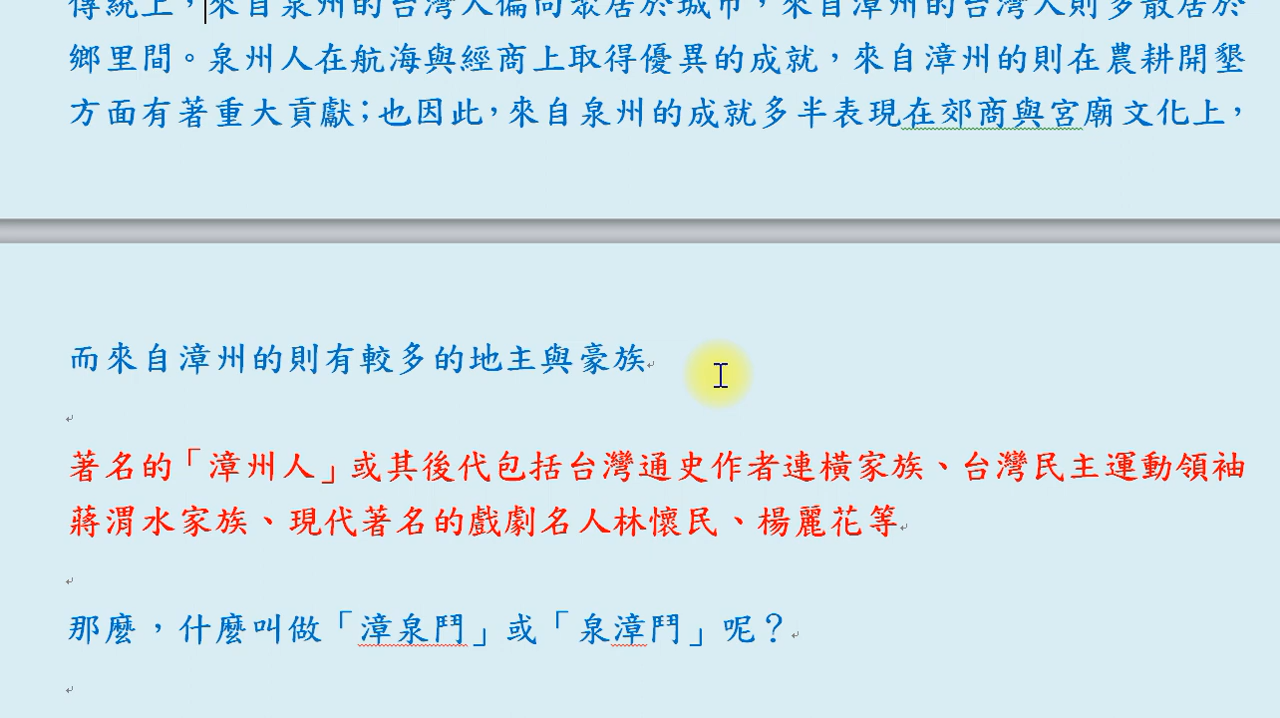 傳統上，來自泉州的台灣人偏向聚居於城市，來自漳州的台灣人則多散居於
鄉里間。泉州人在航海與經商上取得優異的成就，來自漳州的則在農耕開墾
方面有著重大貢獻；也因此，來自泉州的成就多半表現在郊商與宮廟文化上，
而來自漳州的則有較多的地主與豪族
著名的「漳州人」或其後代包括台灣通史作者連橫家族、台灣民主運動領袖
蔣渭水家族、現代著名的戲劇名人林懷民、楊麗花等
那麼，什麼叫做「漳泉鬥」或「泉漳鬥」呢？